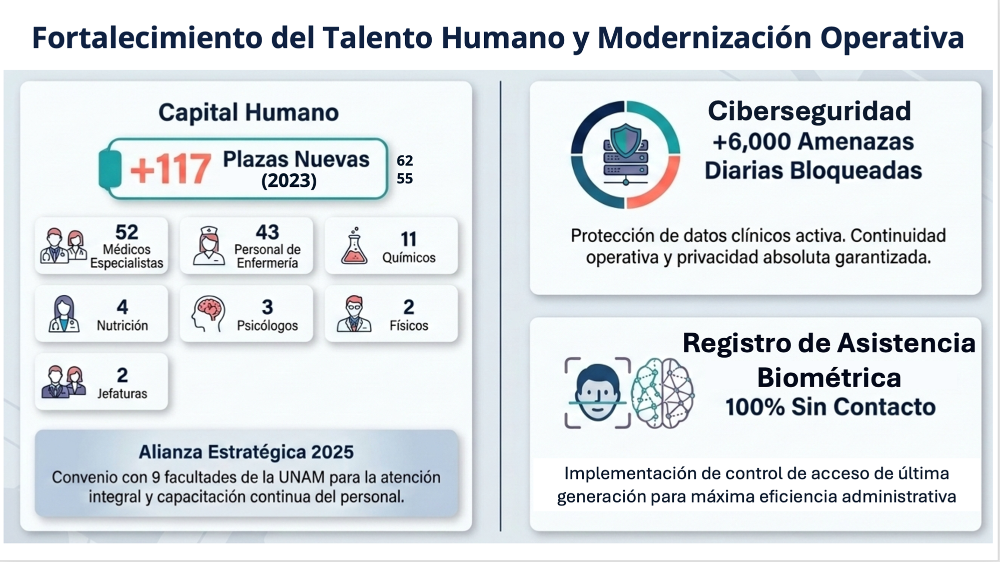 Fortalecimiento del Talento Humano y Modernización Operativa
Capital Humano
+117
Plazas Nuevas
(2023)
62
55
52
Médicos
Especialistas
43
Personal de
Enfermería
11
Químicos
4
Nutrición
3
Psicólogos
2
Físicos
2
Jefaturas
Alianza Estratégica 2025
Convenio con 9 facultades de la UNAM para la atención
integral y capacitación continua del personal.
Ciberseguridad
+6,000 Amenazas
Diarias Bloqueadas
Protección de datos clínicos activa. Continuidad
operativa y privacidad absoluta garantizada.
Registro de Asistencia
Biométrica
100% Sin Contacto
Implementación de control de acceso de última
generación para máxima eficiencia administrativa